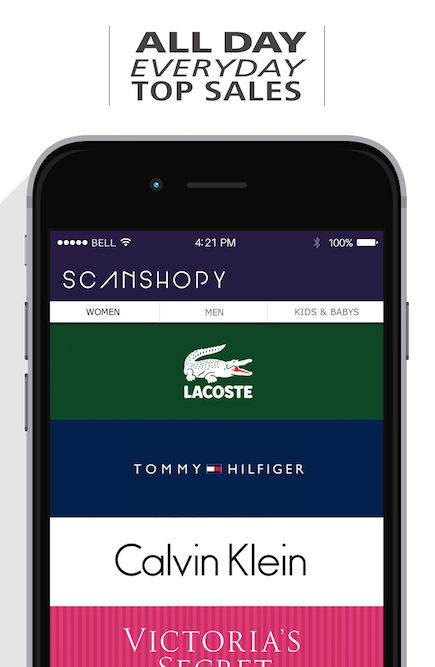 ALL DAY
EVERYDAY
TOP SALES
BELL 4:21 PM 100%
SCANSHOPY
WOMEN MEN KIDS & BABYS
LACOSTE
TOMMY HILFIGER
Calvin Klein
VICTORIA'S
SECRET